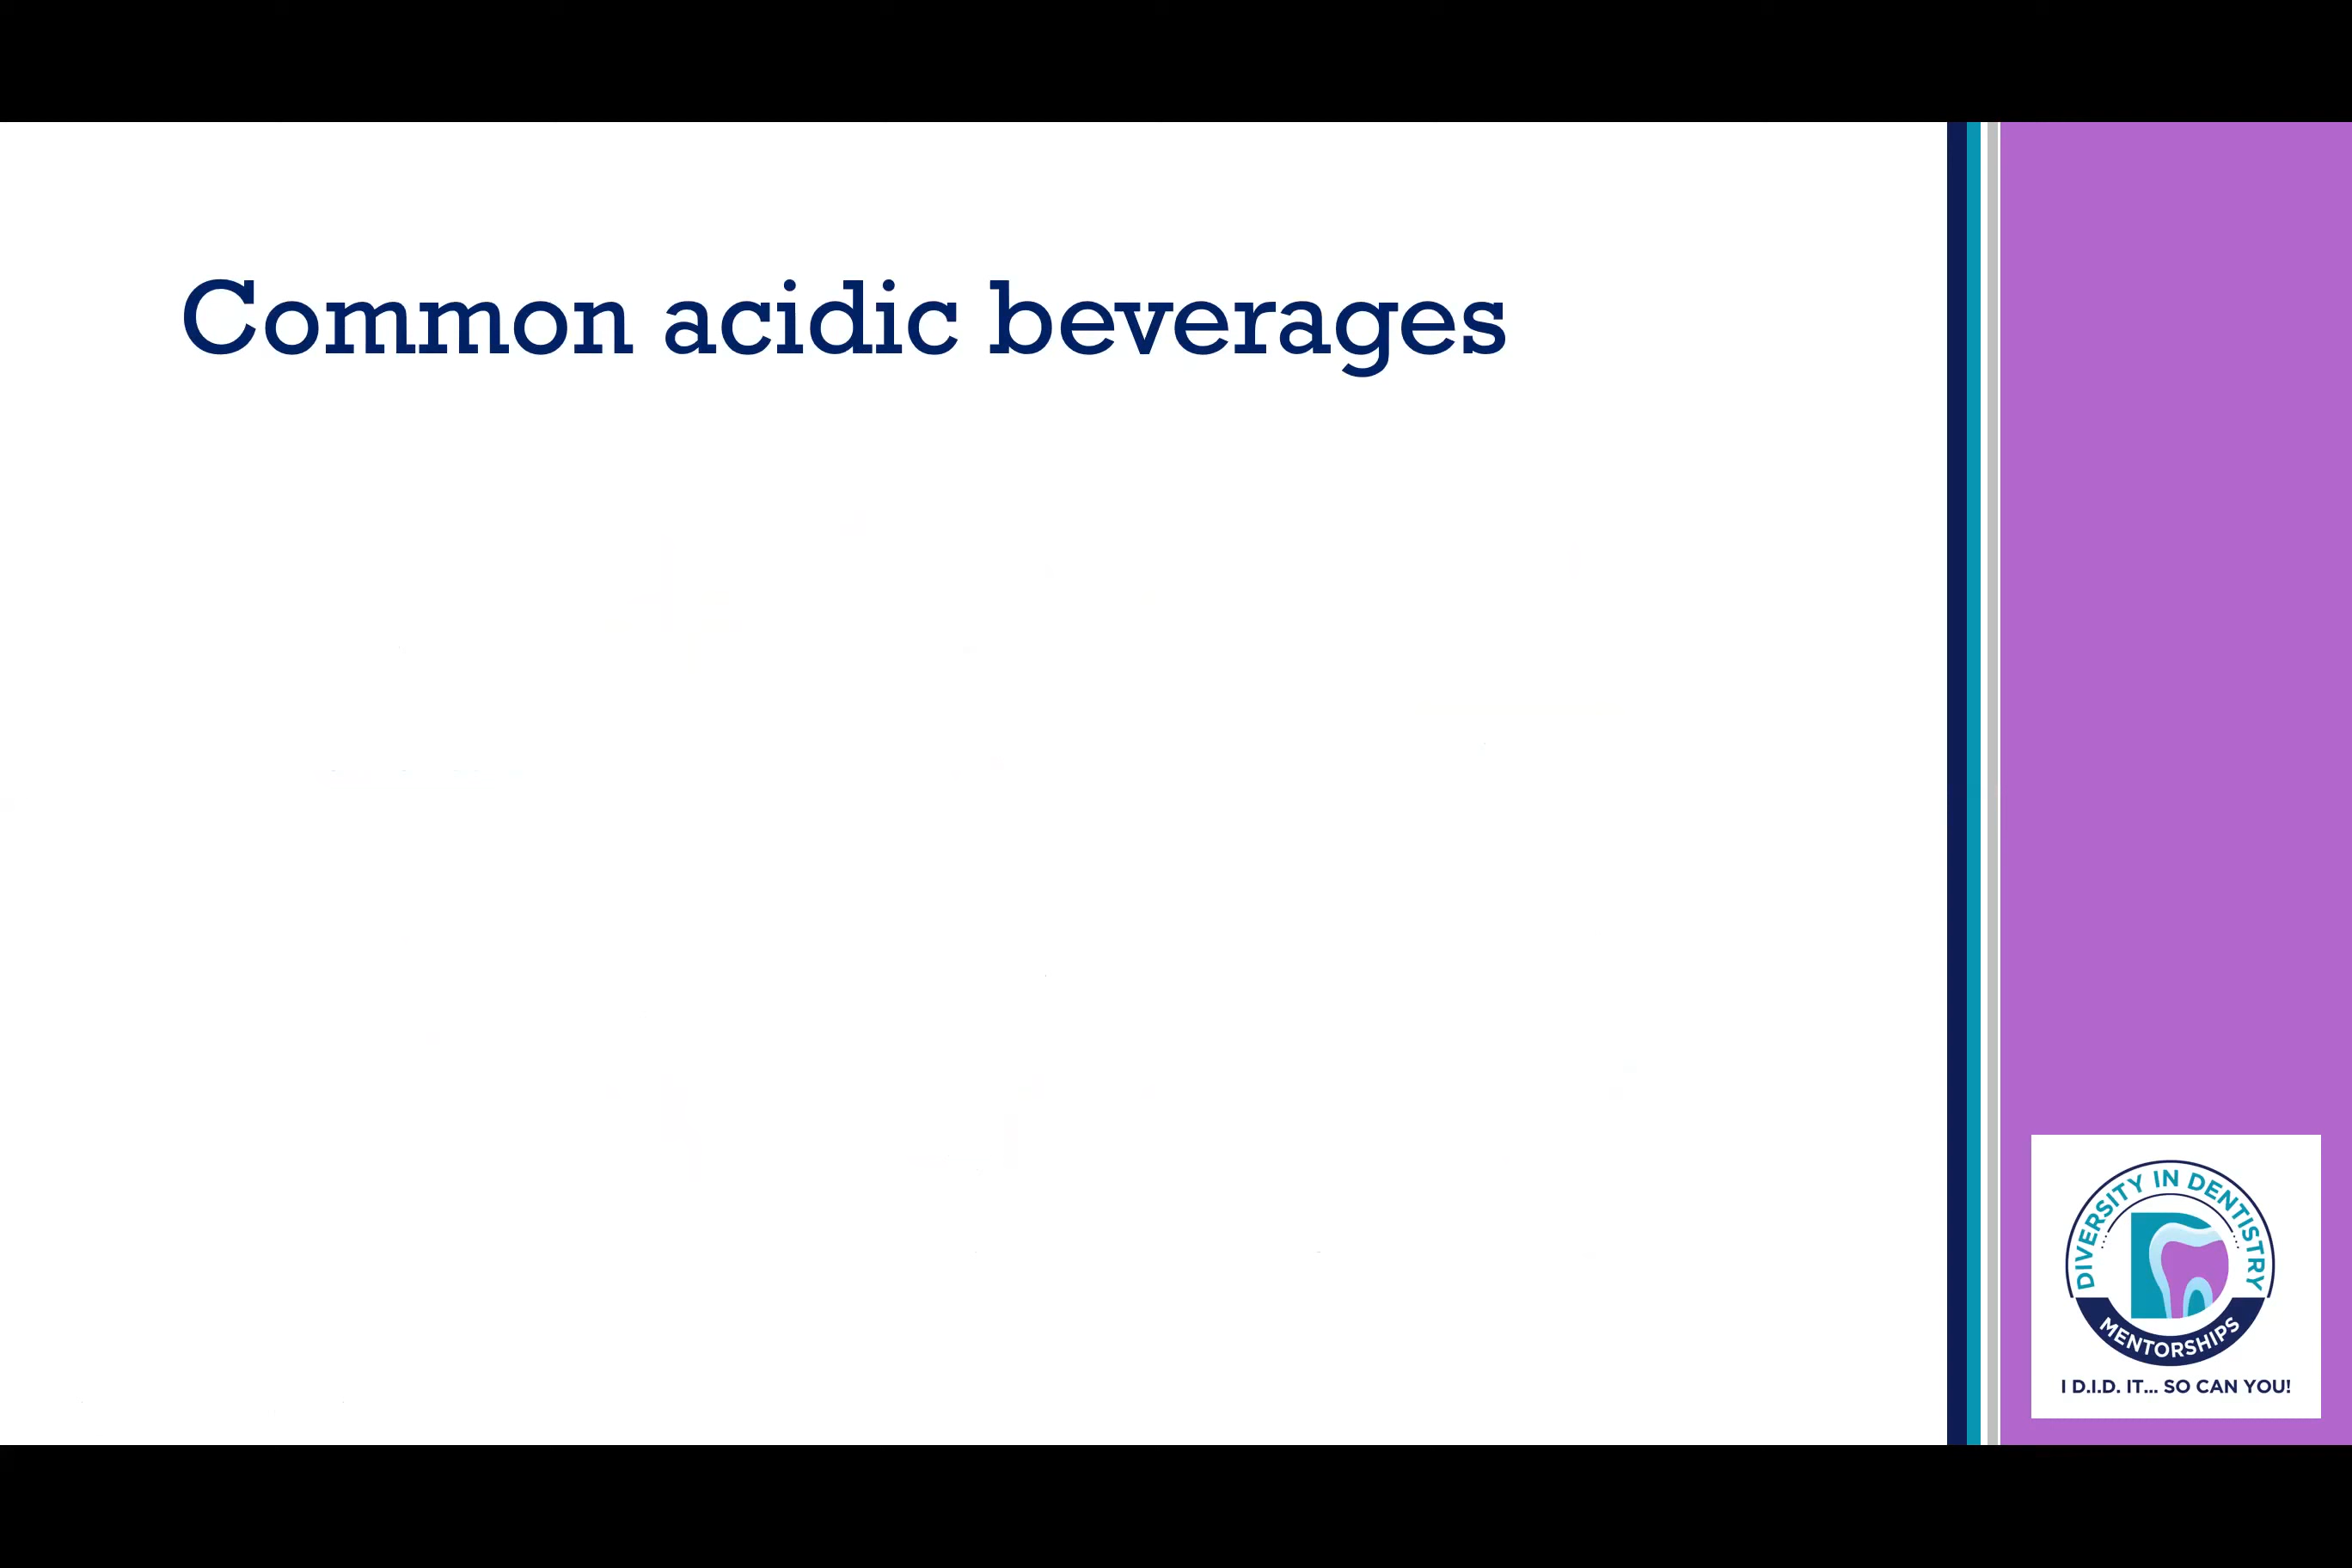 Common acidic beverages
DIVERSITY IN DENTISTRY
MENTORSHIPS
I D.I.D. IT... SO CAN YOU!